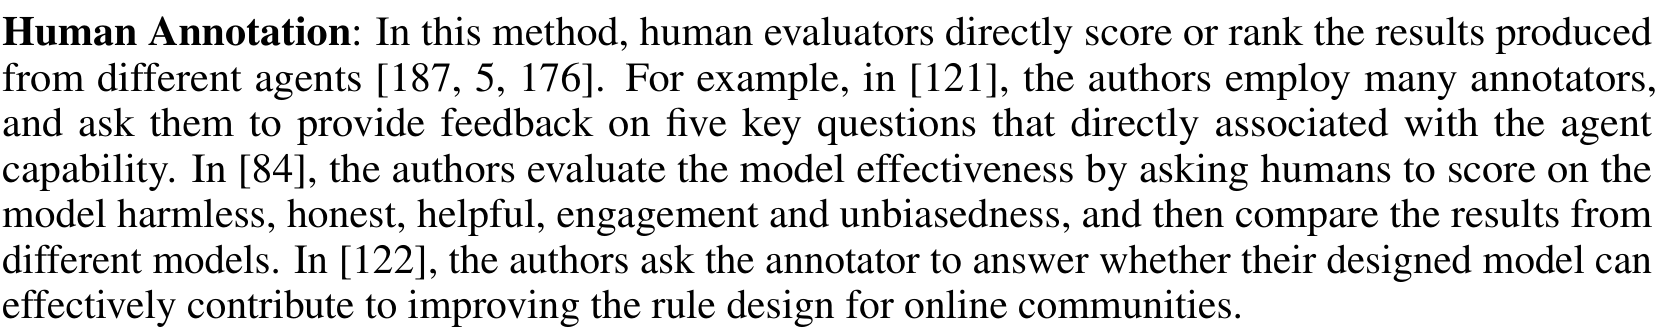 Human Annotation: In this method, human evaluators directly score or rank the results produced
from different agents [187, 5, 176]. For example, in [121], the authors employ many annotators,
and ask them to provide feedback on five key questions that directly associated with the agent
capability. In [84], the authors evaluate the model effectiveness by asking humans to score on the
model harmless, honest, helpful, engagement and unbiasedness, and then compare the results from
different models. In [122], the authors ask the annotator to answer whether their designed model can
effectively contribute to improving the rule design for online communities.